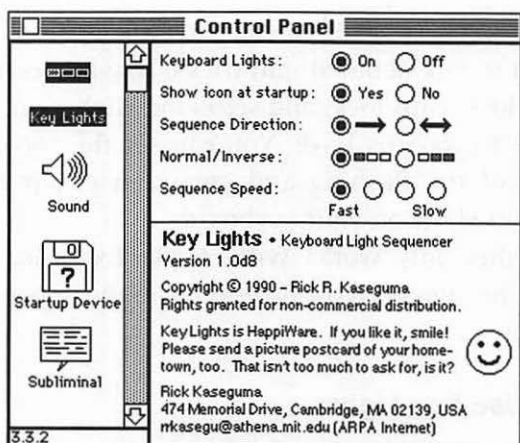 Control Panel
Key Lights
Sound
Startup Device
Subliminal
3.3.2
Keyboard Lights: On Off
Show icon at startup: Yes No
Sequence Direction:
Normal/Inverse:
Sequence Speed:
Fast Slow
Key Lights • Keyboard Light Sequencer
Version 1.0d8
Copyright © 1990 - Rick R. Kaseguma.
Rights granted for non-commercial distribution.
KeyLights is HappiWare. If you like it, smile!
Please send a picture postcard of your home-
town, too. That isn't too much to ask for, is it?
Rick Kaseguma
474 Memorial Drive, Cambridge, MA 02139, USA
rrkasegu@athena.mit.edu (ARPA Internet)